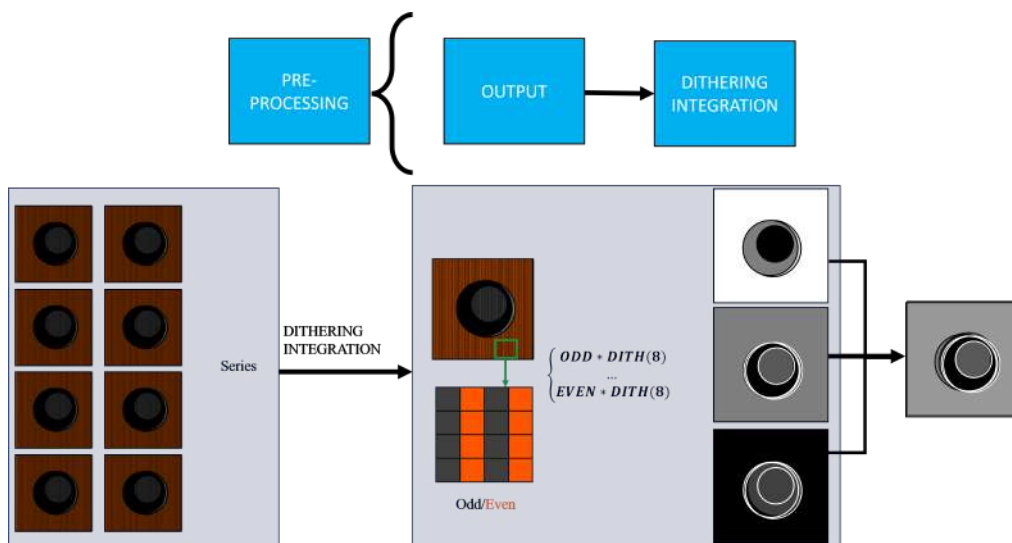 PRE-
PROCESSING
OUTPUT
DITHERING
INTEGRATION
Series
DITHERING
INTEGRATION
ODD * DITH(8)
...
EVEN * DITH(8)
Odd/Even